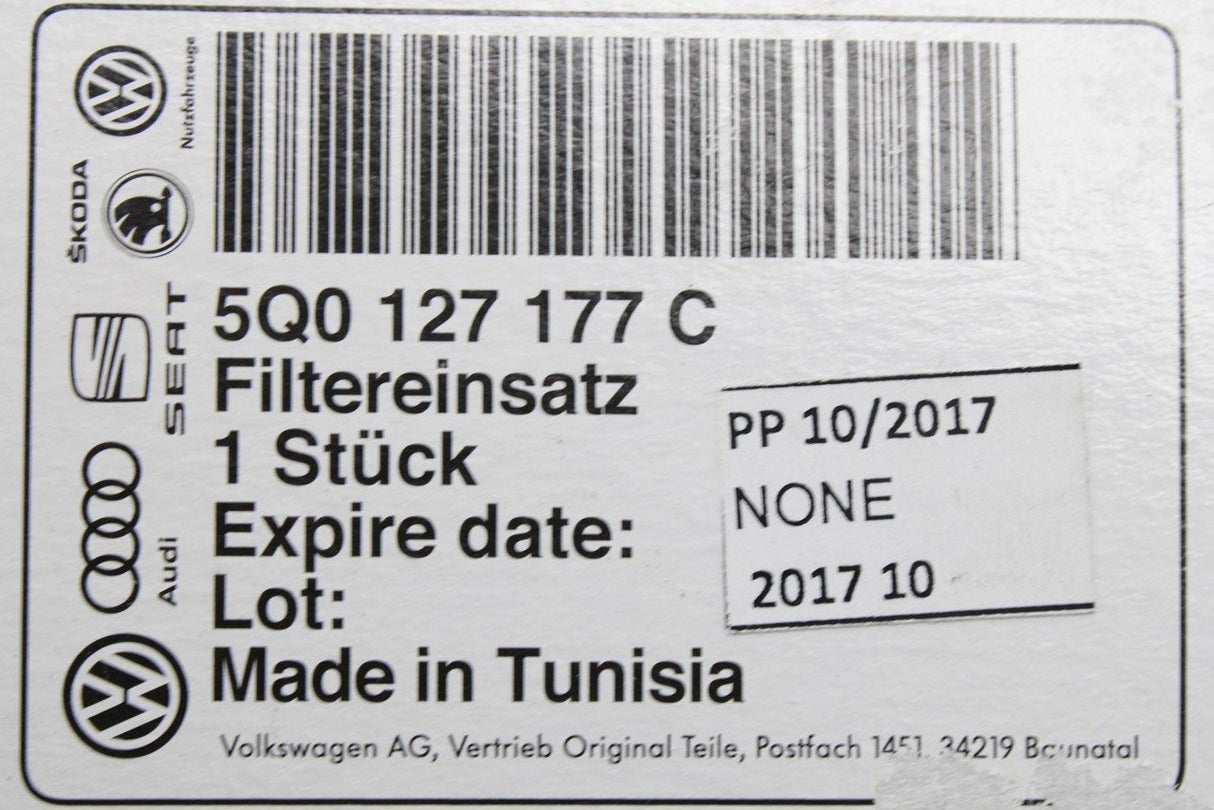 Nutzfahrzeuge
ŠKODA
SEAT
Audi
5Q0 127 177 C
Filtereinsatz
1 Stück
Expire date:
Lot:
Made in Tunisia
PP 10/2017
NONE
2017 10
Volkswagen AG, Vertrieb Original Teile, Postfach 1451, 34219 Baunatal